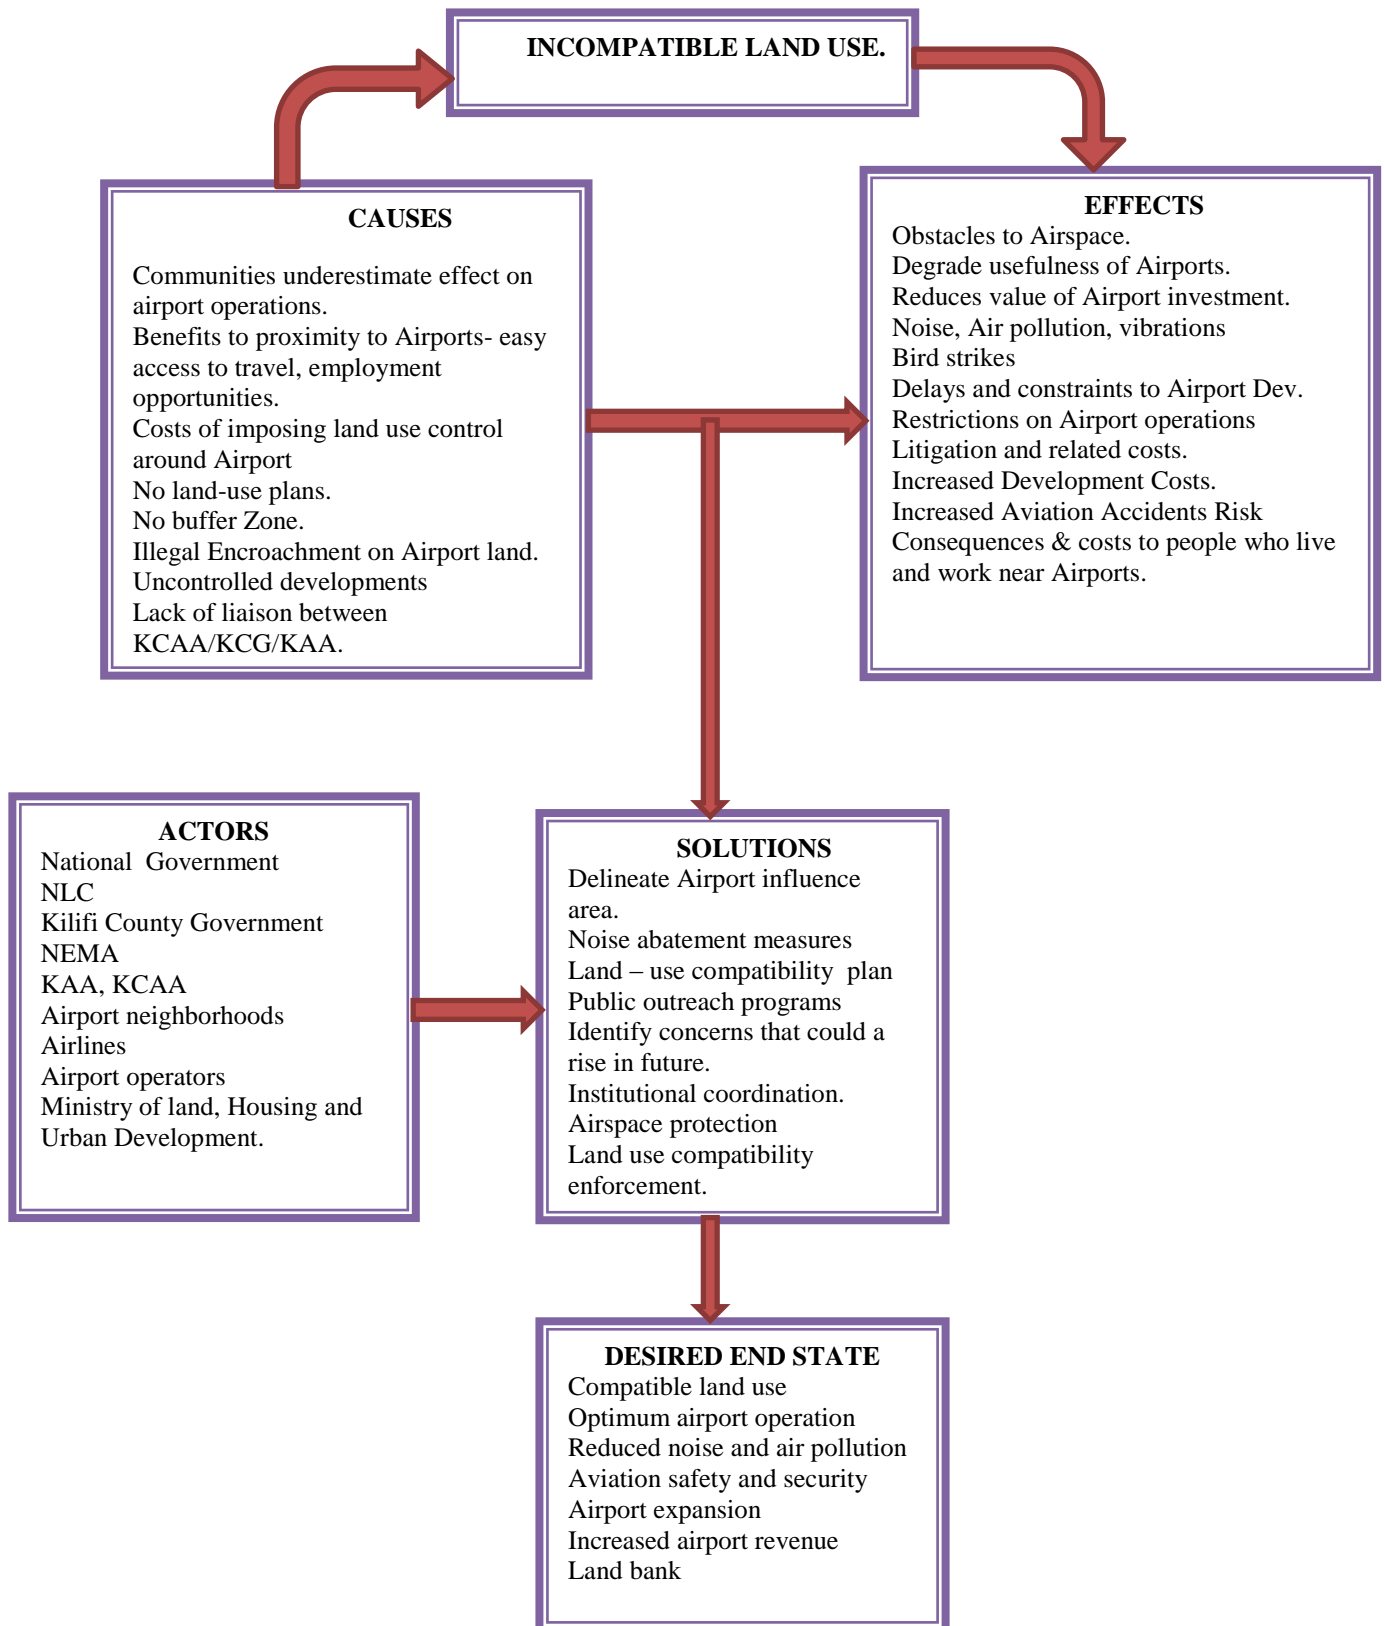 INCOMPATIBLE LAND USE.
CAUSES
Communities underestimate effect on
airport operations.
Benefits to proximity to Airports- easy
access to travel, employment
opportunities.
Costs of imposing land use control
around Airport
No land-use plans.
No buffer Zone.
Illegal Encroachment on Airport land.
Uncontrolled developments
Lack of liaison between
KCAA/KCG/KAA.
EFFECTS
Obstacles to Airspace.
Degrade usefulness of Airports.
Reduces value of Airport investment.
Noise, Air pollution, vibrations
Bird strikes
Delays and constraints to Airport Dev.
Restrictions on Airport operations
Litigation and related costs.
Increased Development Costs.
Increased Aviation Accidents Risk
Consequences & costs to people who live
and work near Airports.
ACTORS
National  Government
NLC
Kilifi County Government
NEMA
KAA, KCAA
Airport neighborhoods
Airlines
Airport operators
Ministry of land, Housing and
Urban Development.
SOLUTIONS
Delineate Airport influence
area.
Noise abatement measures
Land – use compatibility  plan
Public outreach programs
Identify concerns that could a
rise in future.
Institutional coordination.
Airspace protection
Land use compatibility
enforcement.
DESIRED END STATE
Compatible land use
Optimum airport operation
Reduced noise and air pollution
Aviation safety and security
Airport expansion
Increased airport revenue
Land bank